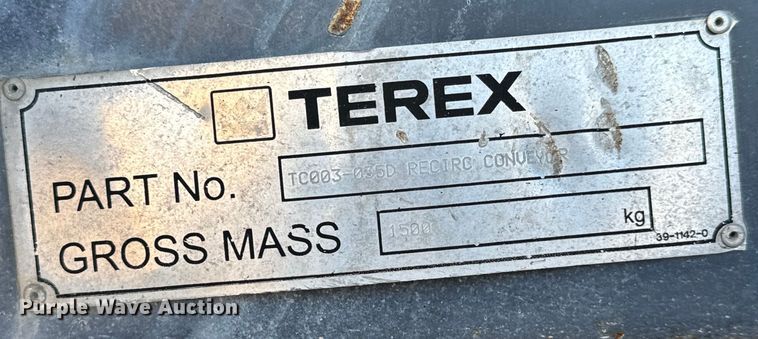 TEREX
PART No. TC003-035D RECIRC CONVEYOR
GROSS MASS 1500 kg
39-1142-0
Purple Wave Auction